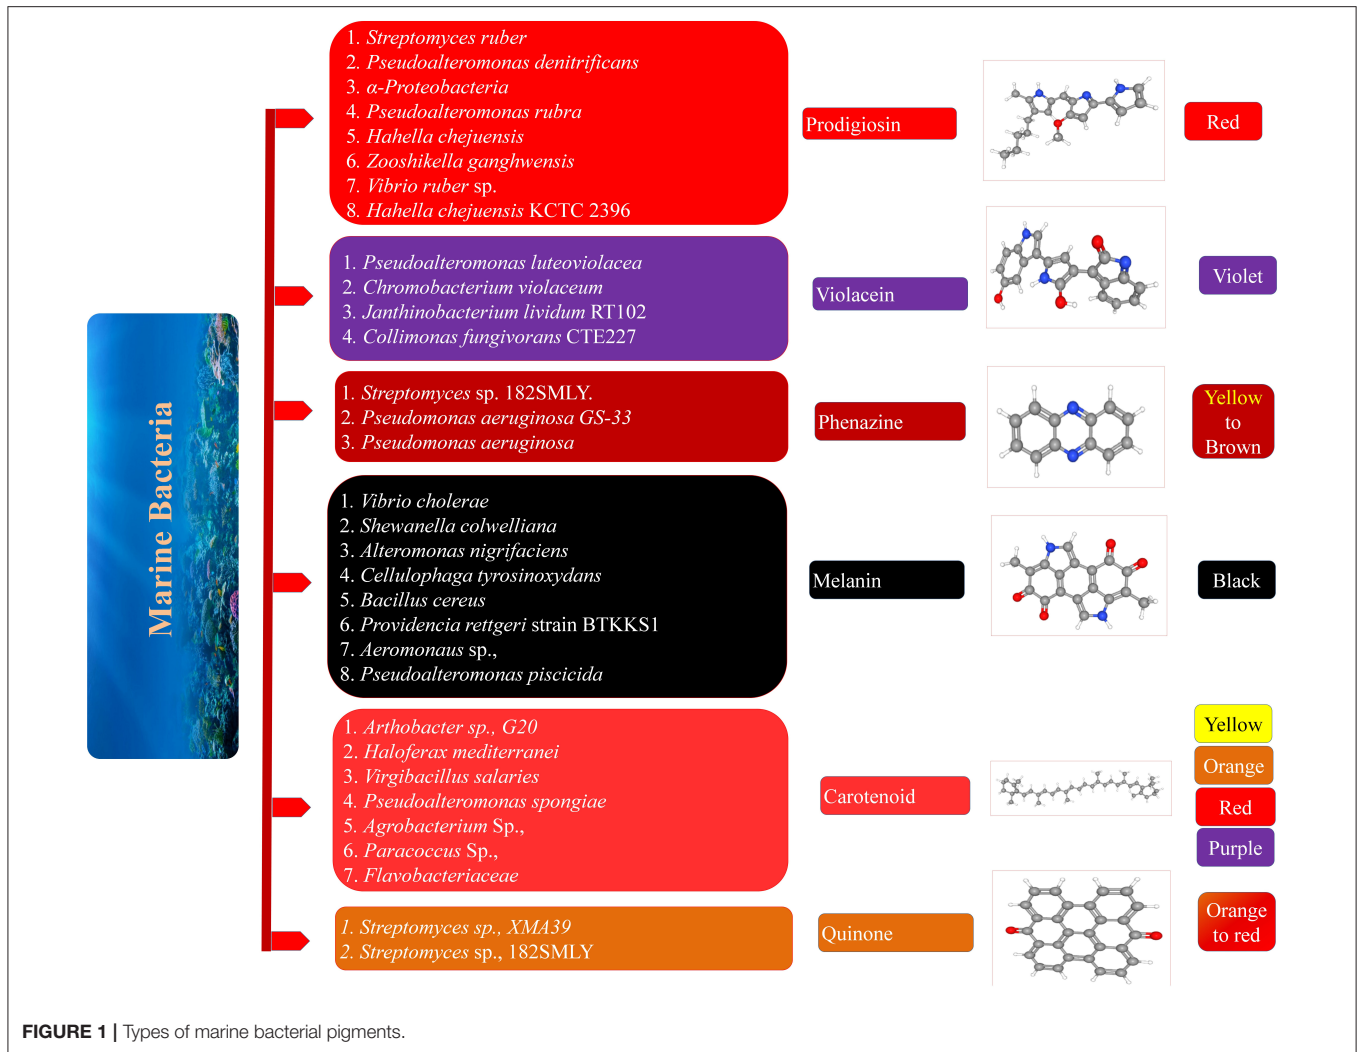 Marine Bacteria
1. Streptomyces ruber
2. Pseudoalteromonas denitrificans
3. α-Proteobacteria
4. Pseudoalteromonas rubra
5. Hahella chejuensis
6. Zooshikella ganghwensis
7. Vibrio ruber sp.
8. Hahella chejuensis KCTC 2396
Prodigiosin
Red
1. Pseudoalteromonas luteoviolacea
2. Chromobacterium violaceum
3. Janthinobacterium lividum RT102
4. Collimonas fungivorans CTE227
Violacein
Violet
1. Streptomyces sp. 182SMLY.
2. Pseudomonas aeruginosa GS-33
3. Pseudomonas aeruginosa
Phenazine
Yellow
to
Brown
1. Vibrio cholerae
2. Shewanella colwelliana
3. Alteromonas nigrifaciens
4. Cellulophaga tyrosinoxydans
5. Bacillus cereus
6. Providencia rettgeri strain BTKKS1
7. Aeromonaus sp.,
8. Pseudoalteromonas piscicida
Melanin
Black
1. Arthobacter sp., G20
2. Haloferax mediterranei
3. Virgibacillus salaries
4. Pseudoalteromonas spongiae
5. Agrobacterium Sp.,
6. Paracoccus Sp.,
7. Flavobacteriaceae
Carotenoid
Yellow
Orange
Red
Purple
1. Streptomyces sp., XMA39
2. Streptomyces sp., 182SMLY
Quinone
Orange
to red
FIGURE 1 | Types of marine bacterial pigments.